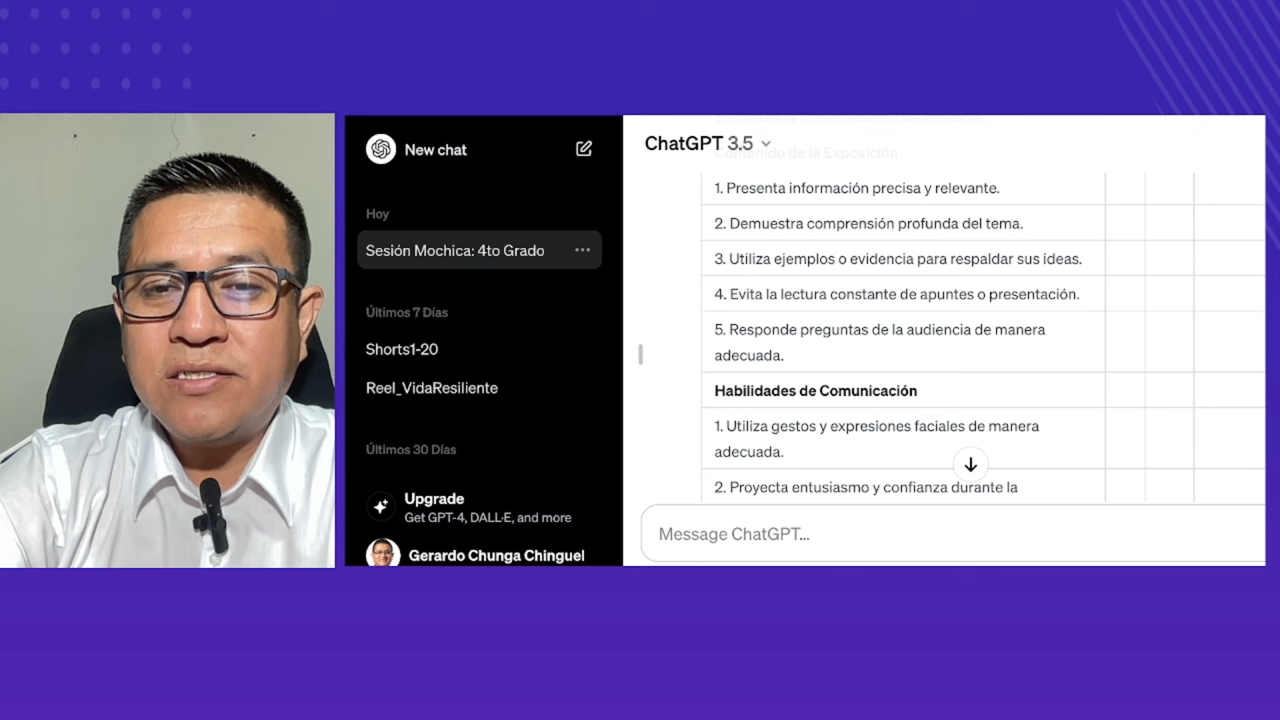 New chat
Hoy
Sesión Mochica: 4to Grado
Últimos 7 Días
Shorts1-20
Reel_VidaResiliente
Últimos 30 Días
Upgrade
Get GPT-4, DALL·E, and more
Gerardo Chunga Chinguel
ChatGPT 3.5
Contenido de la Exposición
1. Presenta información precisa y relevante.
2. Demuestra comprensión profunda del tema.
3. Utiliza ejemplos o evidencia para respaldar sus ideas.
4. Evita la lectura constante de apuntes o presentación.
5. Responde preguntas de la audiencia de manera
adecuada.
Habilidades de Comunicación
1. Utiliza gestos y expresiones faciales de manera
adecuada.
2. Proyecta entusiasmo y confianza durante la
Message ChatGPT...